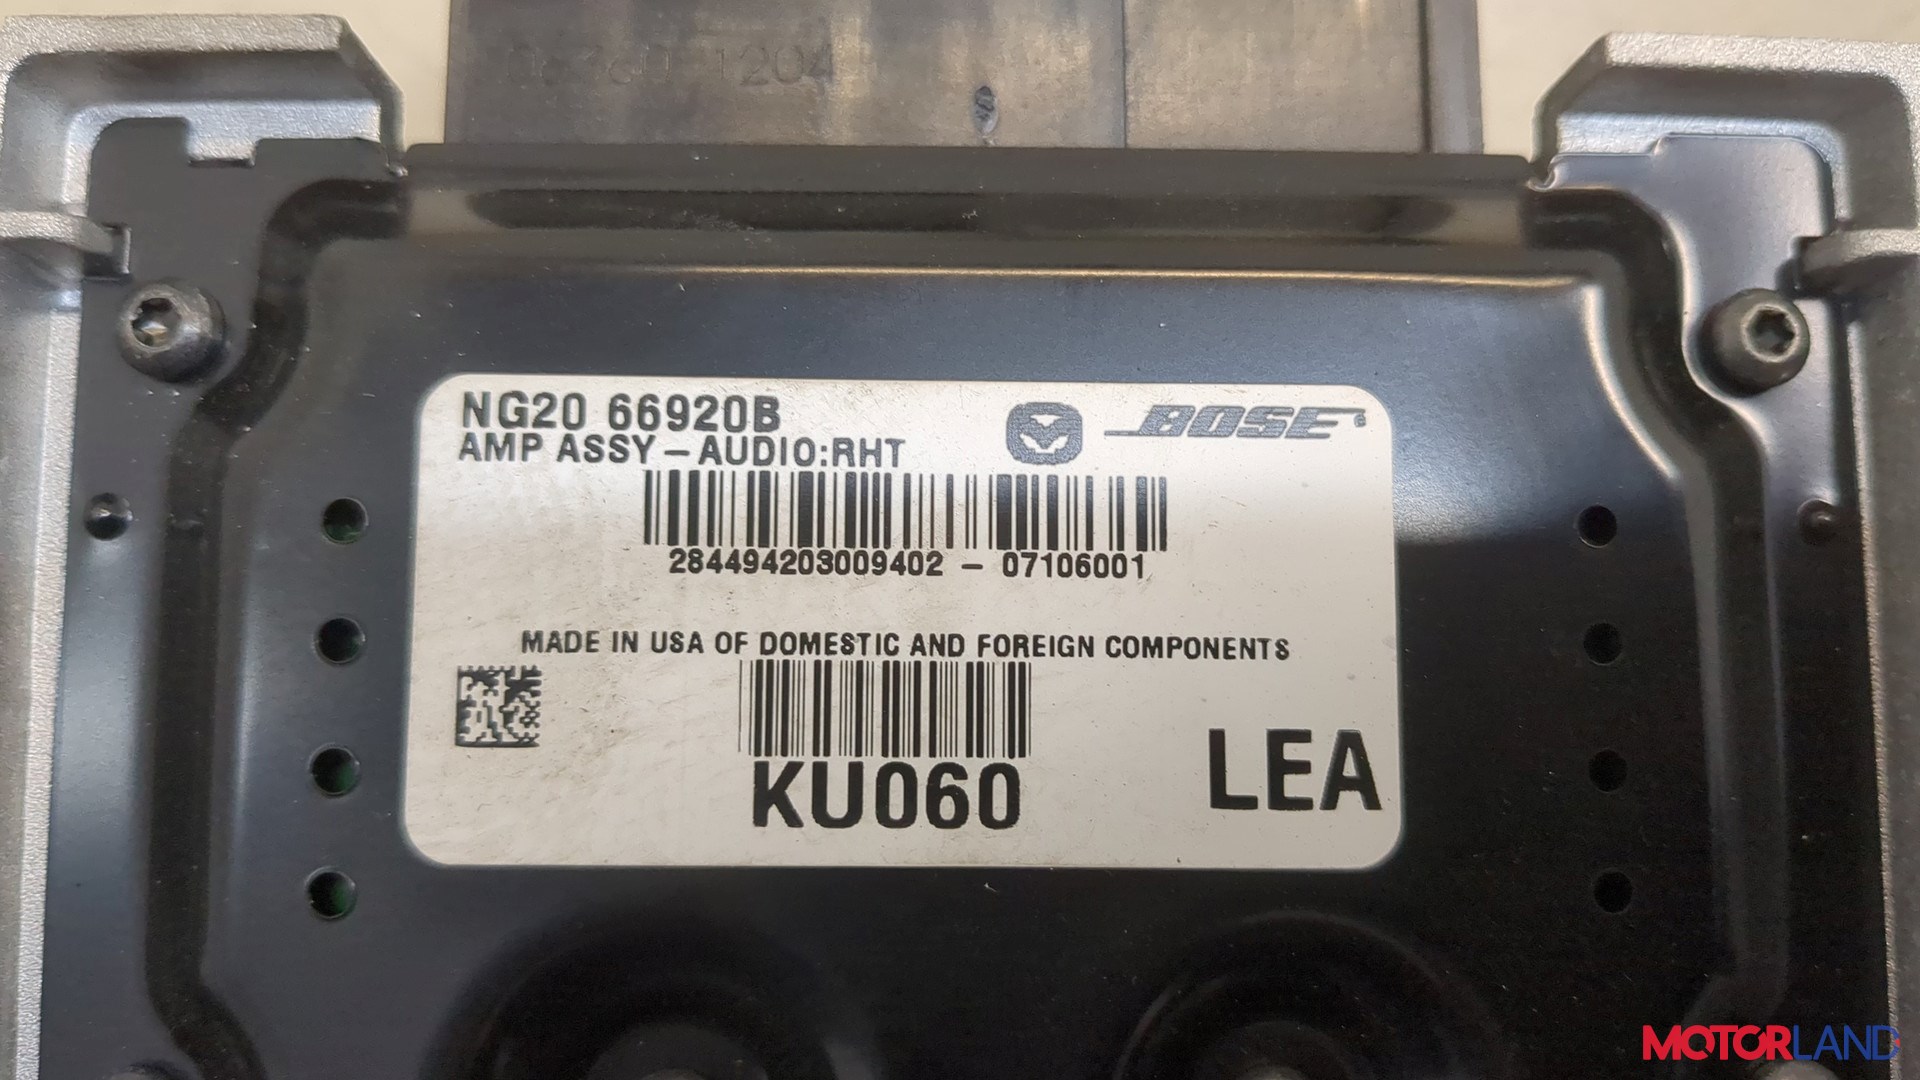 NG20 66920B
BOSE
AMP ASSY – AUDIO:RHT
284494203009402 – 07106001
MADE IN USA OF DOMESTIC AND FOREIGN COMPONENTS
KU060
LEA
MOTORLAND